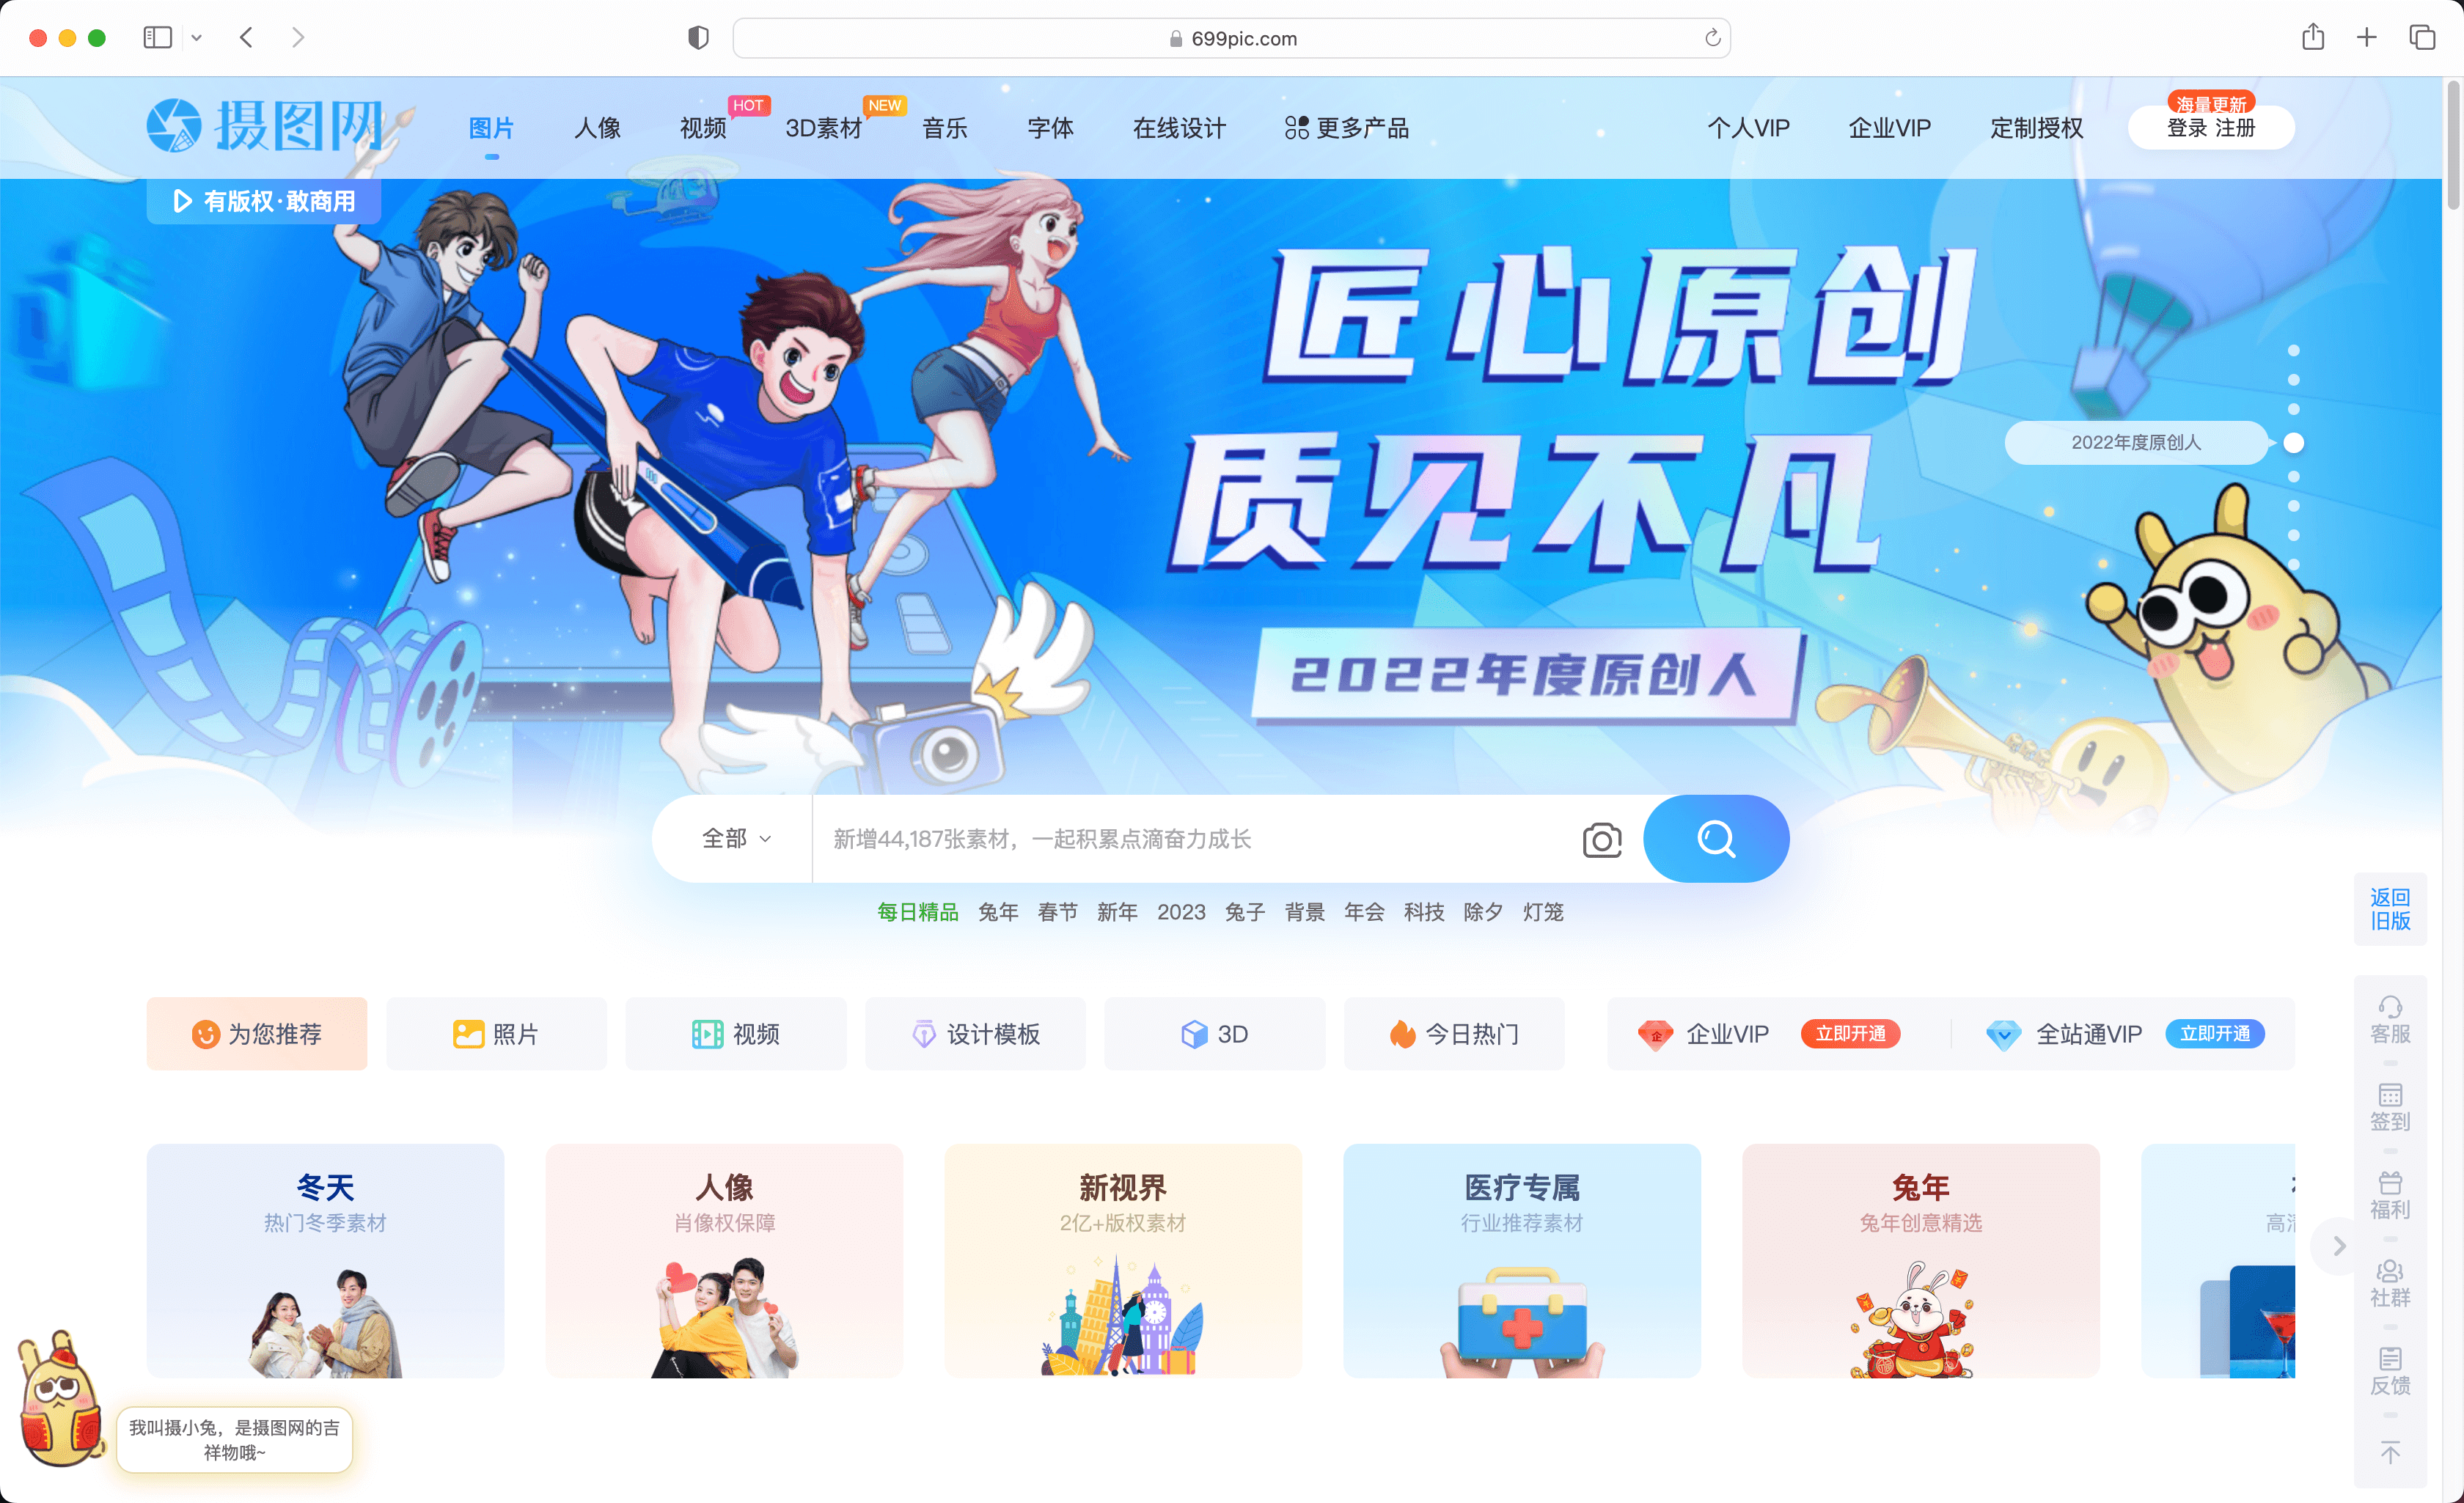 699pic.com
摄图网
图片
人像
视频
HOT
3D素材
NEW
音乐
字体
在线设计
更多产品
个人VIP
企业VIP
定制授权
海量更新
登录 注册
有版权·敢商用
匠心原创
质见不凡
2022年度原创人
2022年度原创人
全部
新增44,187张素材，一起积累点滴奋力成长
每日精品 兔年 春节 新年 2023 兔子 背景 年会 科技 除夕 灯笼
返回
旧版
为您推荐
照片
视频
设计模板
3D
今日热门
企
企业VIP
立即开通
全站通VIP
立即开通
客服
签到
福利
社群
反馈
冬天
热门冬季素材
人像
肖像权保障
新视界
2亿+版权素材
医疗专属
行业推荐素材
兔年
兔年创意精选
我叫摄小兔，是摄图网的吉
祥物哦~